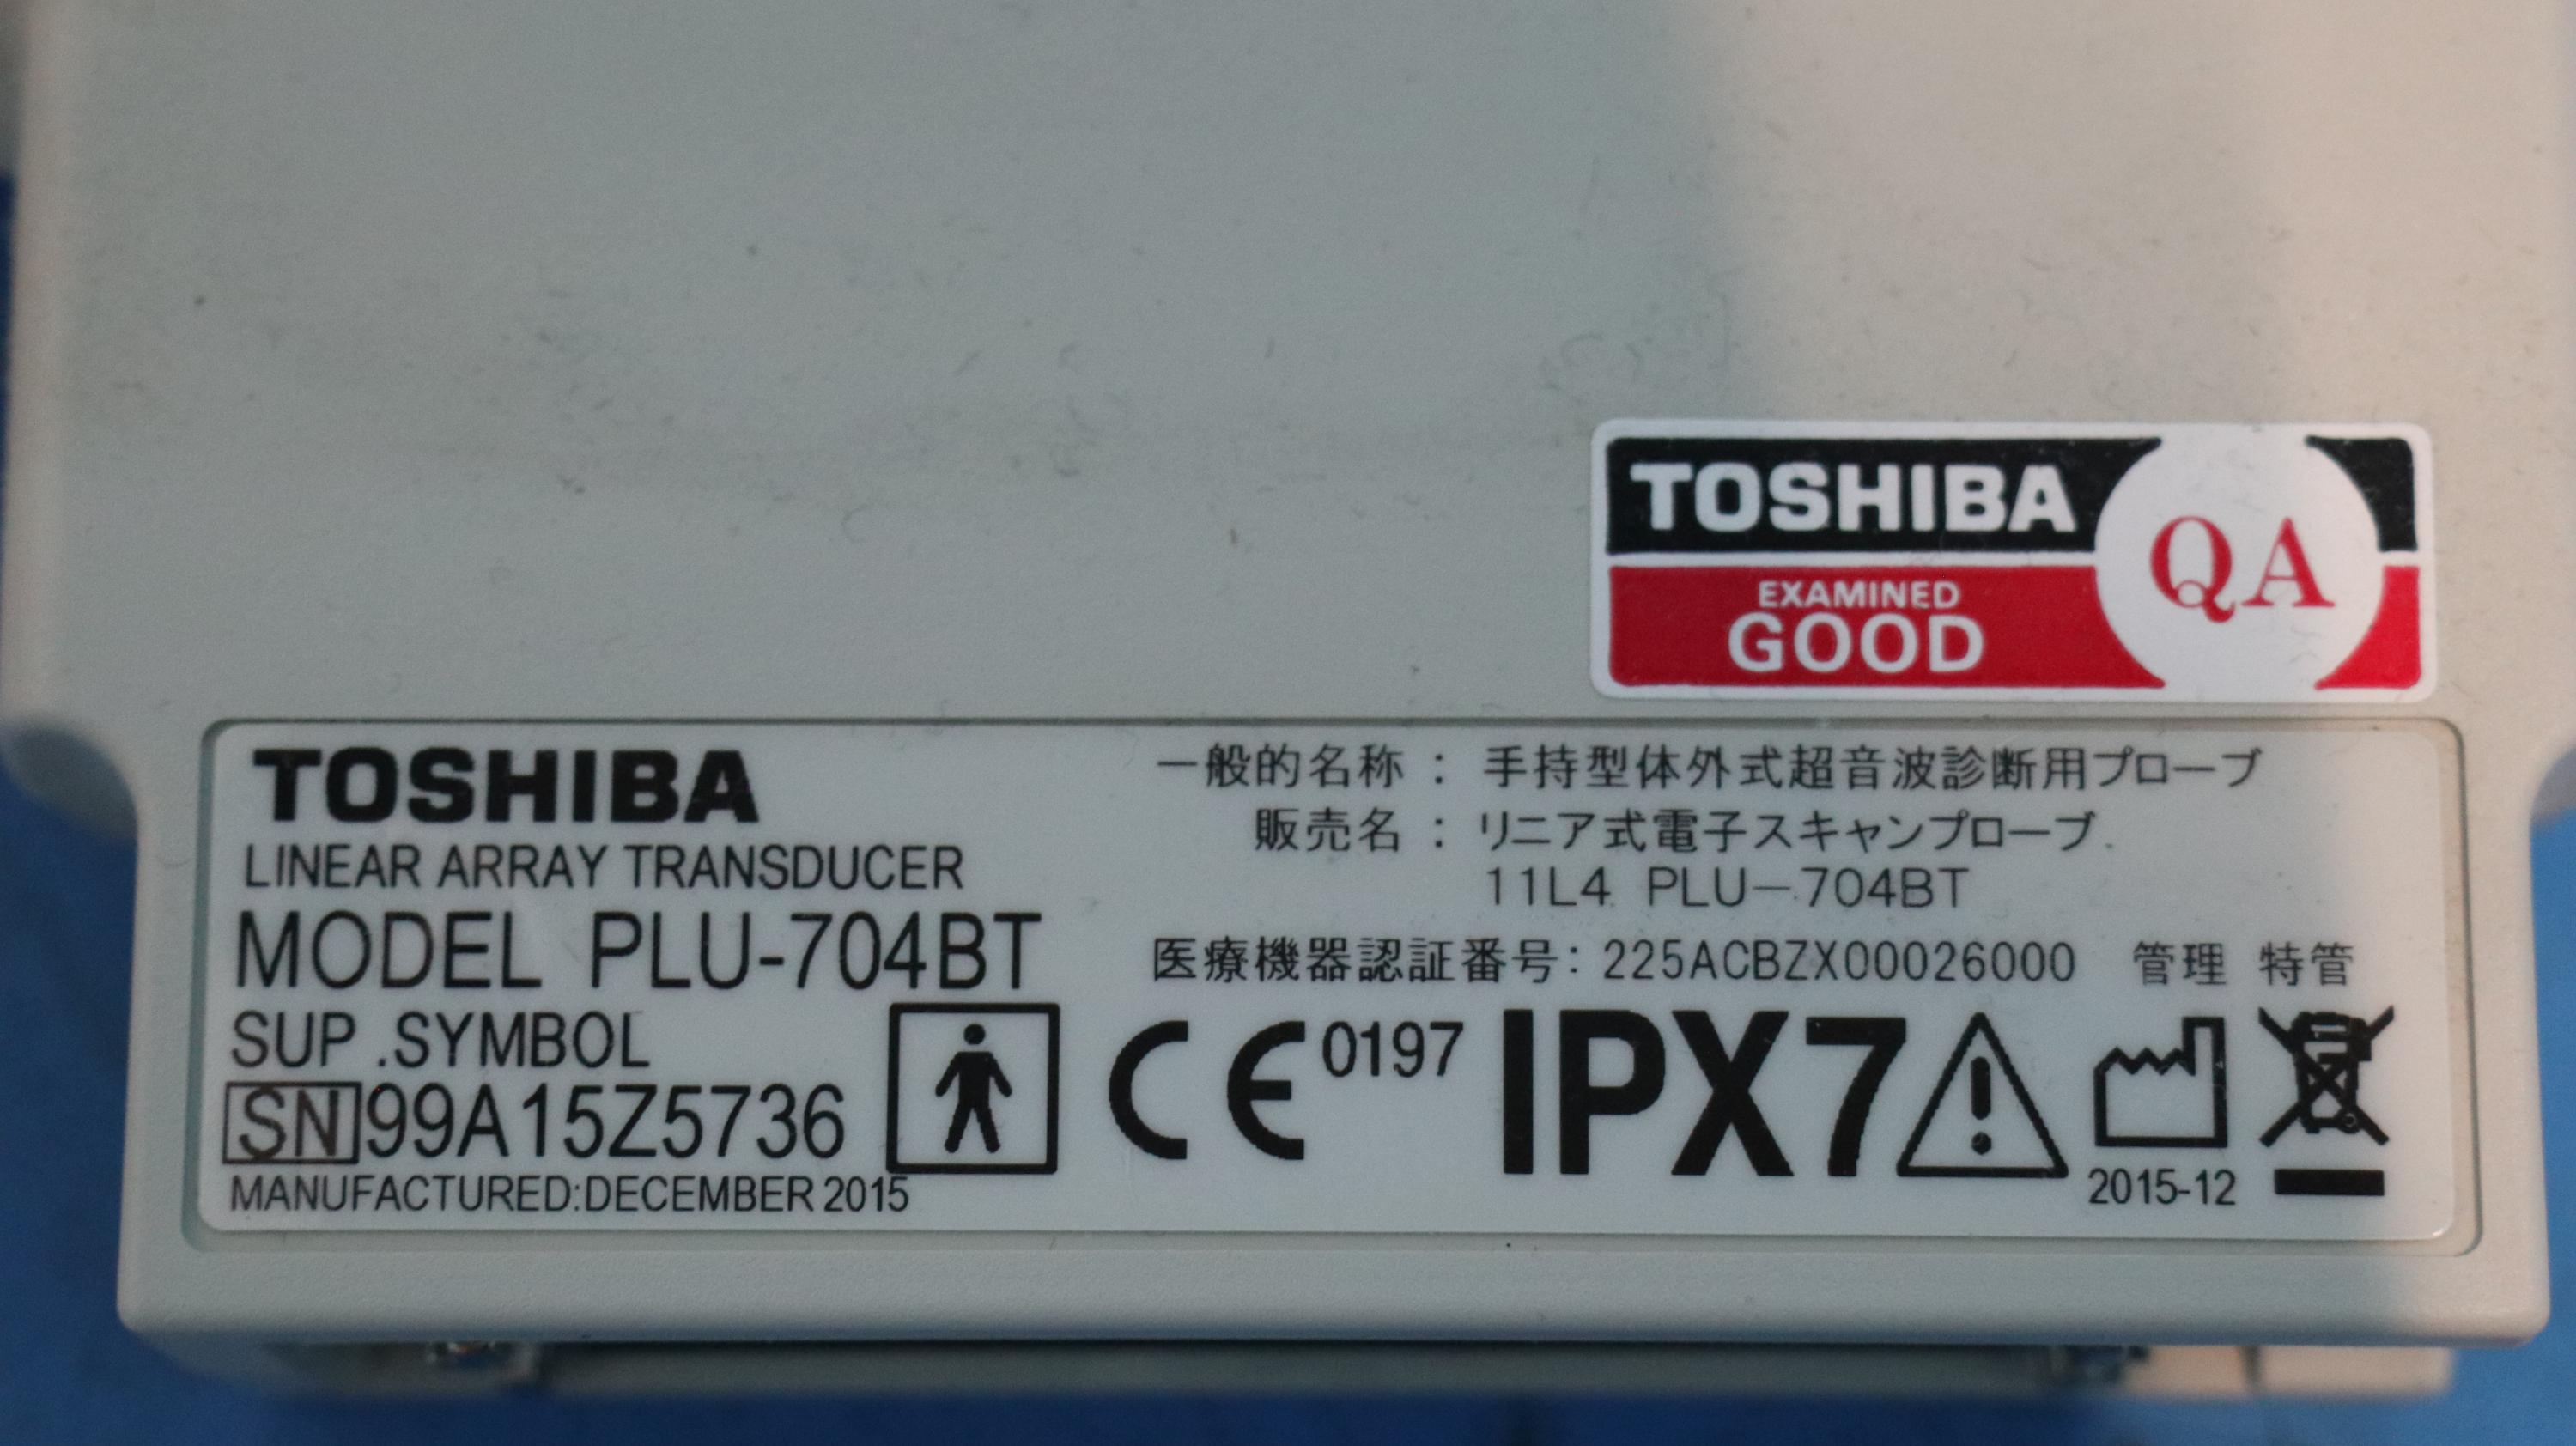 TOSHIBA
EXAMINED
GOOD
QA
TOSHIBA
LINEAR ARRAY TRANSDUCER
MODEL PLU-704BT
SUP .SYMBOL
SN 99A15Z5736
MANUFACTURED:DECEMBER 2015
一般的名称 : 手持型体外式超音波診断用プローブ
販売名 : リニア式電子スキャンプローブ
11L4 PLU-704BT
医療機器認証番号: 225ACBZX00026000 管理 特管
CE 0197 IPX7
2015-12